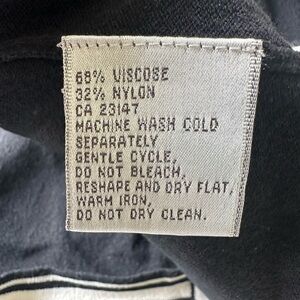 68% VISCOSE
32% NYLON
CA 23147
MACHINE WASH COLD
SEPARATELY
GENTLE CYCLE,
DO NOT BLEACH,
RESHAPE AND DRY FLAT,
WARM IRON,
DO NOT DRY CLEAN.